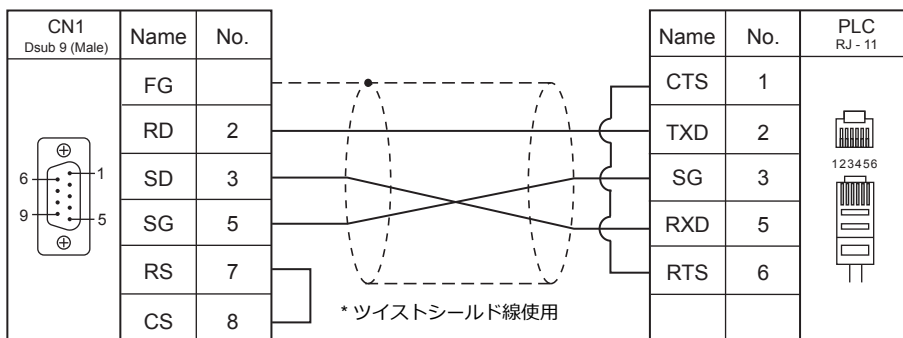 CN1
Dsub 9 (Male)
Name No.
FG
RD 2
SD 3
SG 5
RS 7
CS 8
6 1
9 5
* ツイストシールド線使用
Name No.
PLC
RJ - 11
CTS 1
TXD 2
SG 3
RXD 5
RTS 6
123456